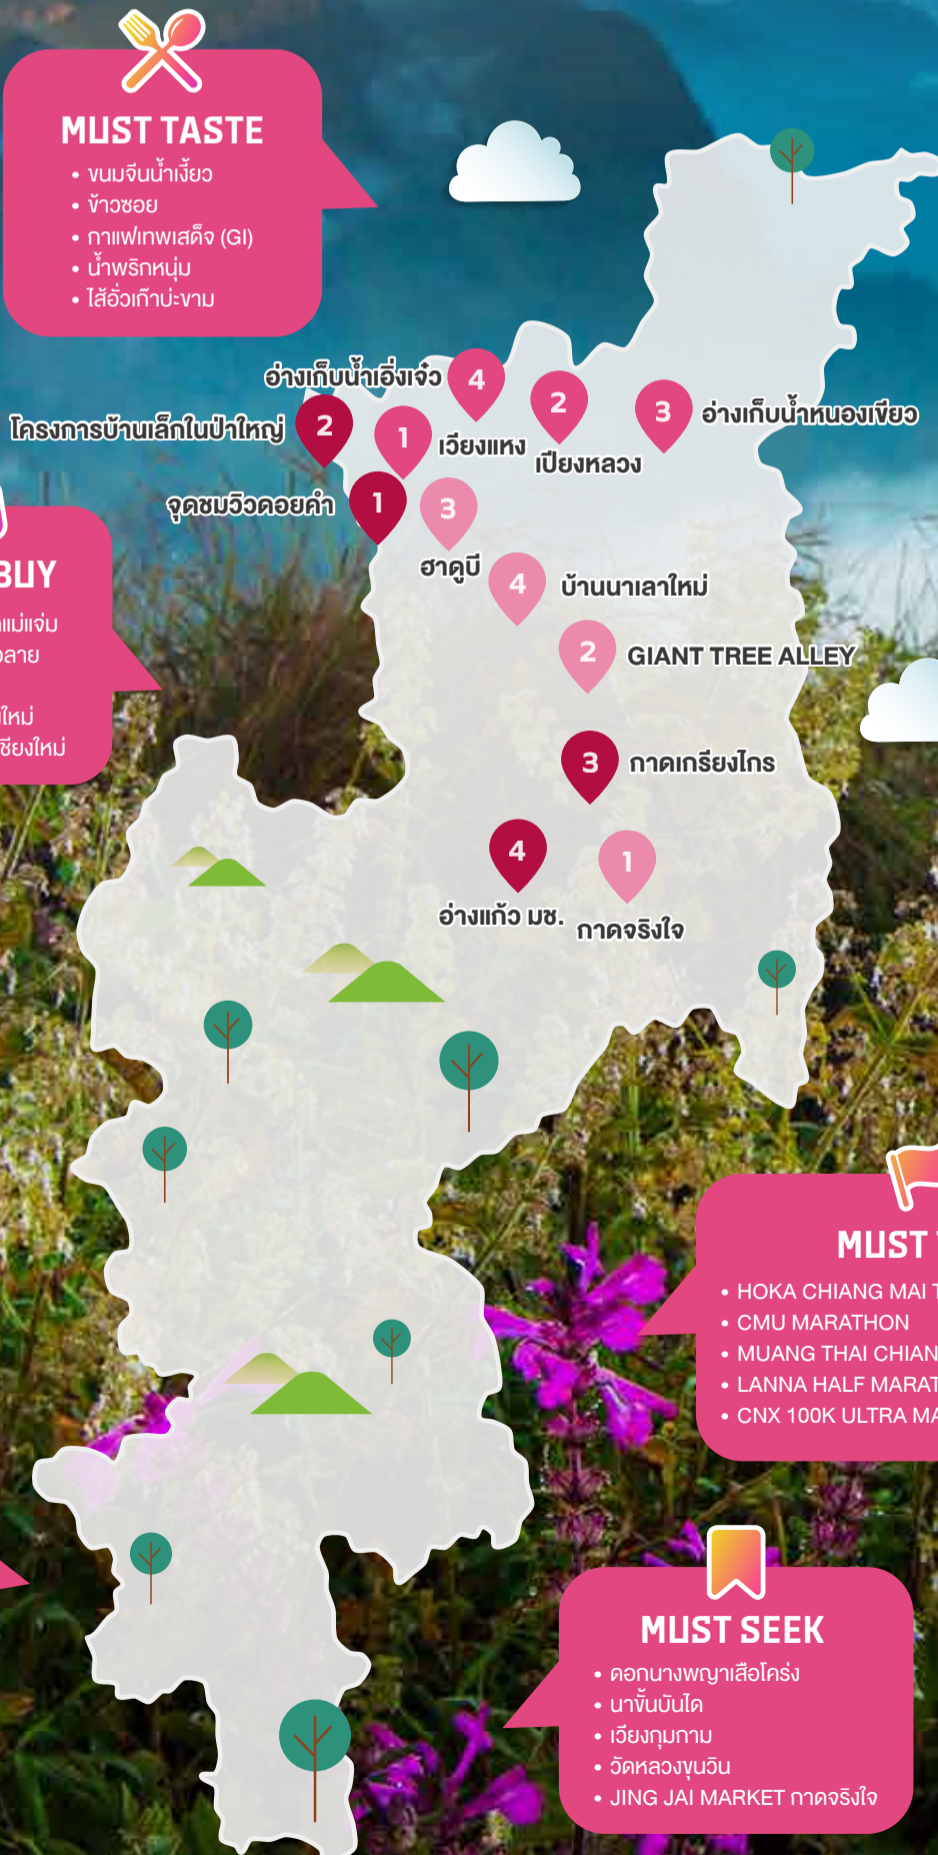 MUST TASTE
• ขนมจีนน้ำเงี้ยว
• ข้าวซอย
• กาแฟเทพเสด็จ (GI)
• น้ำพริกหนุ่ม
• ไส้อั่วเก๊าบ่ะขาม
อ่างเก็บน้ำเอิ่งเจ๋ว
4
2
3
อ่างเก็บน้ำหนองเขียว
โครงการบ้านเล็กในป่าใหญ่
2
1
เวียงแหง
เปียงหลวง
จุดชมวิวดอยคำ
1
3
ฮาดูบี
4
บ้านนาเลาใหม่
BUY
แม่แจ่ม
ลาย
ใหม่
เชียงใหม่
2
GIANT TREE ALLEY
3
กาดเกรียงไกร
4
1
อ่างแก้ว มช.
กาดจริงใจ
MUST
• HOKA CHIANG MAI T
• CMU MARATHON
• MUANG THAI CHIAN
• LANNA HALF MARAT
• CNX 100K ULTRA MA
MUST SEEK
• ดอกนางพญาเสือโคร่ง
• นาขั้นบันได
• เวียงกุมกาม
• วัดหลวงขุนวิน
• JING JAI MARKET กาดจริงใจ